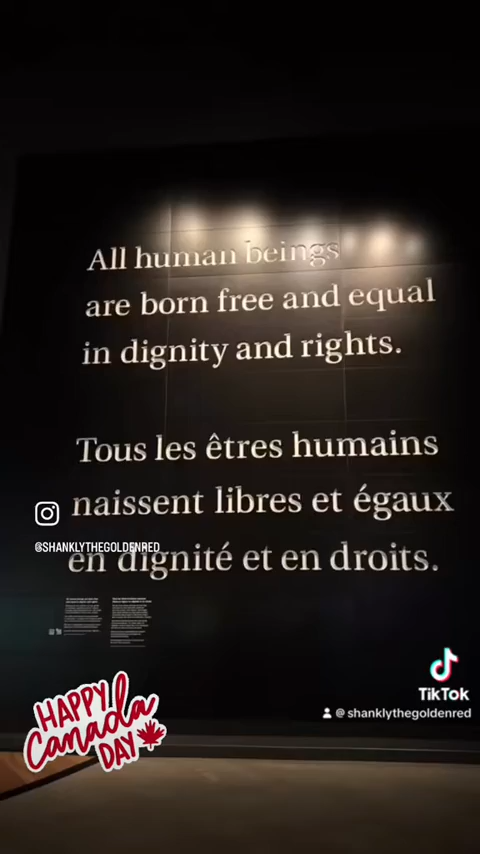 All human beings
are born free and equal
in dignity and rights.
Tous les êtres humains
naissent libres et égaux
en dignité et en droits.
@SHANKLYTHEGOLDENRED
TikTok
@shanklythegoldenred
HAPPY
Canada
DAY